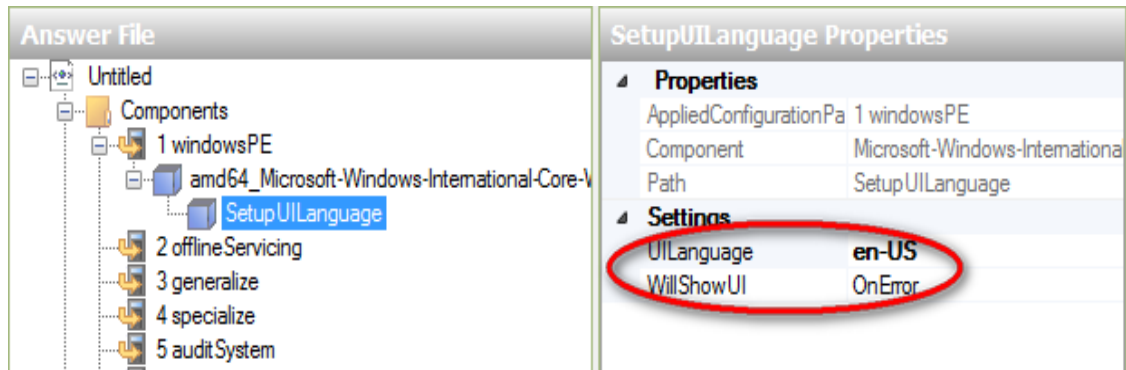 Answer File
Untitled
Components
1 windowsPE
amd64_Microsoft-Windows-International-Core-
SetupUILanguage
2 offlineServicing
3 generalize
4 specialize
5 auditSystem
SetupUILanguage Properties
Properties
AppliedConfigurationPa 1 windowsPE
Component Microsoft-Windows-International
Path SetupUILanguage
Settings
UILanguage en-US
WillShowUI OnError